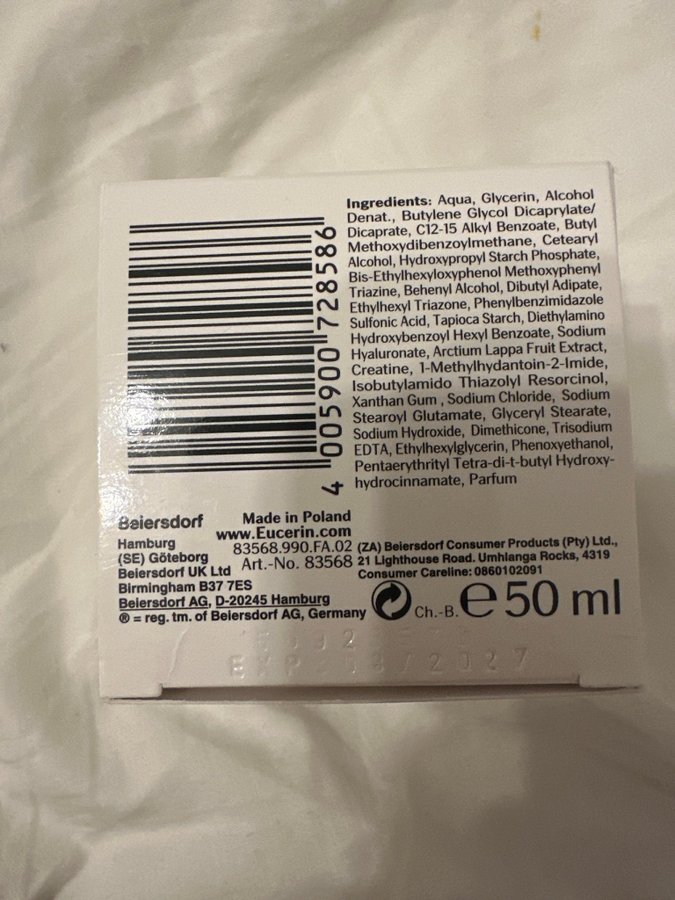 Ingredients: Aqua, Glycerin, Alcohol
Denat., Butylene Glycol Dicaprylate/
Dicaprate, C12-15 Alkyl Benzoate, Butyl
Methoxydibenzoylmethane, Cetearyl
Alcohol, Hydroxypropyl Starch Phosphate,
Bis-Ethylhexyloxyphenol Methoxyphenyl
Triazine, Behenyl Alcohol, Dibutyl Adipate,
Ethylhexyl Triazone, Phenylbenzimidazole
Sulfonic Acid, Tapioca Starch, Diethylamino
Hydroxybenzoyl Hexyl Benzoate, Sodium
Hyaluronate, Arctium Lappa Fruit Extract,
Creatine, 1-Methylhydantoin-2-Imide,
Isobutylamido Thiazolyl Resorcinol,
Xanthan Gum , Sodium Chloride, Sodium
Stearoyl Glutamate, Glyceryl Stearate,
Sodium Hydroxide, Dimethicone, Trisodium
EDTA, Ethylhexylglycerin, Phenoxyethanol,
Pentaerythrityl Tetra-di-t-butyl Hydroxy-
hydrocinnamate, Parfum
4 005900 728586
Beiersdorf
Hamburg
(SE) Göteborg
Beiersdorf UK Ltd
Birmingham B37 7ES
Beiersdorf AG, D-20245 Hamburg
® = reg. tm. of Beiersdorf AG, Germany
Made in Poland
www.Eucerin.com
83568.990.FA.02
Art.-No. 83568
(ZA) Beiersdorf Consumer Products (Pty) Ltd.,
21 Lighthouse Road. Umhlanga Rocks, 4319
Consumer Careline: 0860102091
Ch.-B. e 50 ml
EXP